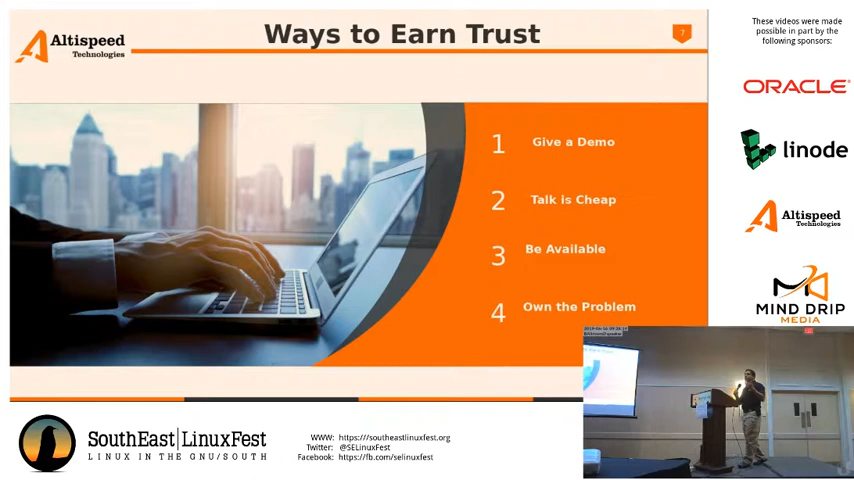 Altispeed
Technologies
Ways to Earn Trust
7
1 Give a Demo
2 Talk is Cheap
3 Be Available
4 Own the Problem
These videos were made
possible in part by the
following sponsors:
ORACLE
linode
Altispeed
Technologies
MIND DRIP
MEDIA
SouthEast|LinuxFest
LINUX IN THE GNU/SOUTH
WWW: https:///southeastlinuxfest.org
Twitter: @SELinuxFest
Facebook: https://fb.com/selinuxfest